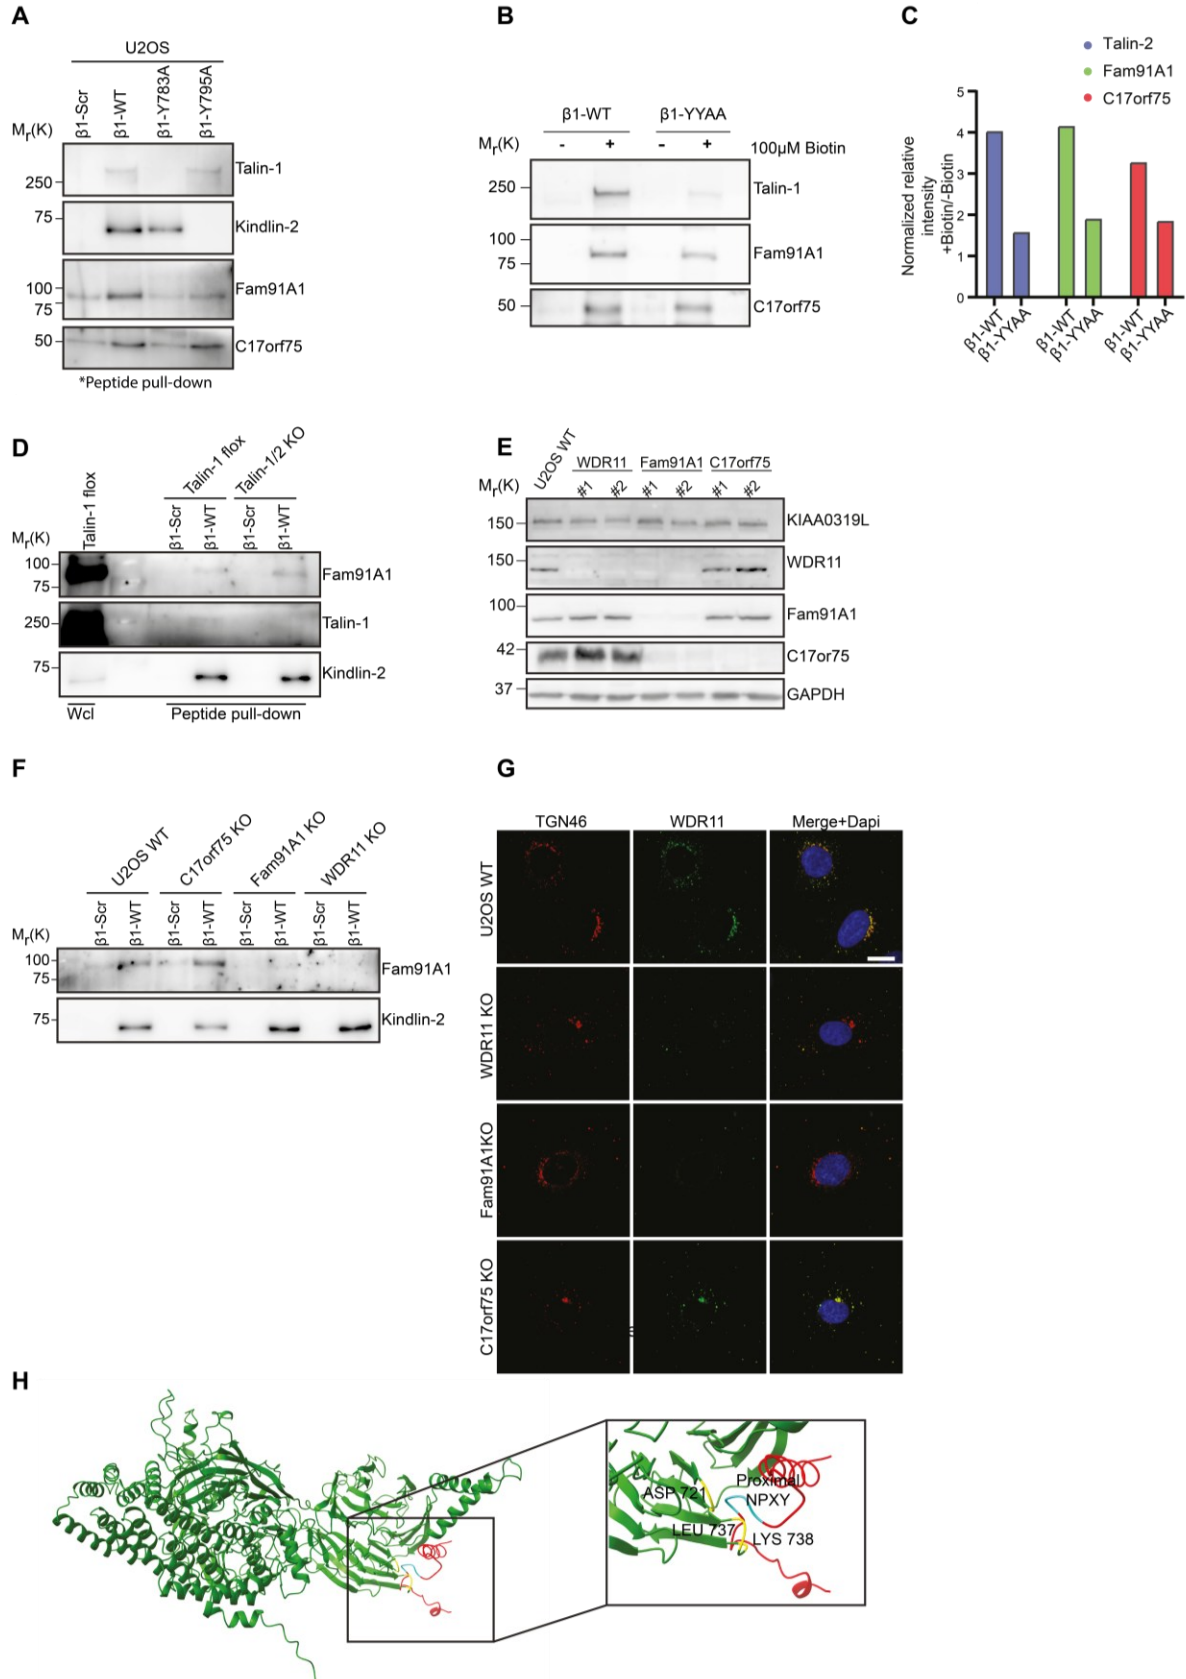 A
U2OS
β1-Scr
β1-WT
β1-Y783A
β1-Y795A
Mr(K)
250
Talin-1
75
Kindlin-2
100
75
Fam91A1
50
C17orf75
*Peptide pull-down
B
β1-WT
β1-YYAA
Mr(K)
-
+
-
+
100µM Biotin
250
Talin-1
100
75
Fam91A1
50
C17orf75
C
Talin-2
Fam91A1
C17orf75
Normalized relative
intensity
+Biotin/-Biotin
5
4
3
2
1
0
β1-WT
β1-YYAA
β1-WT
β1-YYAA
β1-WT
β1-YYAA
D
Talin-1 flox
Talin-1 flox
Talin-1/2 KO
β1-Scr
β1-WT
β1-Scr
β1-WT
Mr(K)
100
75
Fam91A1
250
Talin-1
75
Kindlin-2
Wcl
Peptide pull-down
E
U2OS WT
WDR11
Fam91A1
C17orf75
Mr(K)
#1
#2
#1
#2
#1
#2
150
KIAA0319L
150
WDR11
100
Fam91A1
42
C17or75
37
GAPDH
F
U2OS WT
C17orf75 KO
Fam91A1 KO
WDR11 KO
β1-Scr
β1-WT
β1-Scr
β1-WT
β1-Scr
β1-WT
β1-Scr
β1-WT
Mr(K)
100
75
Fam91A1
75
Kindlin-2
G
TGN46
WDR11
Merge+Dapi
U2OS WT
WDR11 KO
Fam91A1KO
C17orf75 KO
H
Proximal
NPXY
ASP 721
LEU 737
LYS 738